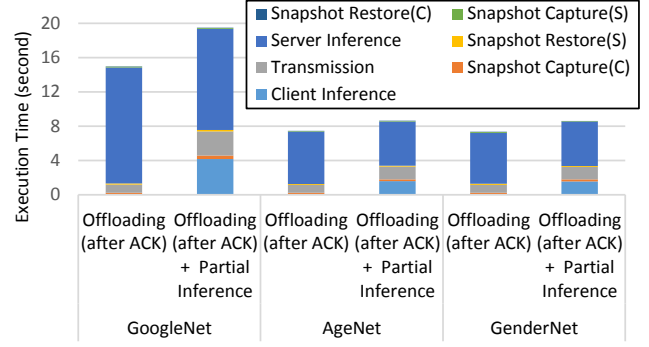 Execution Time (second)
20
16
12
8
4
0
Snapshot Restore(C) Snapshot Capture(S)
Server Inference Snapshot Restore(S)
Transmission Snapshot Capture(C)
Client Inference
Offloading Offloading Offloading Offloading Offloading Offloading
(after ACK) (after ACK) (after ACK) (after ACK) (after ACK) (after ACK)
+ Partial + Partial + Partial
Inference Inference Inference
GoogleNet AgeNet GenderNet